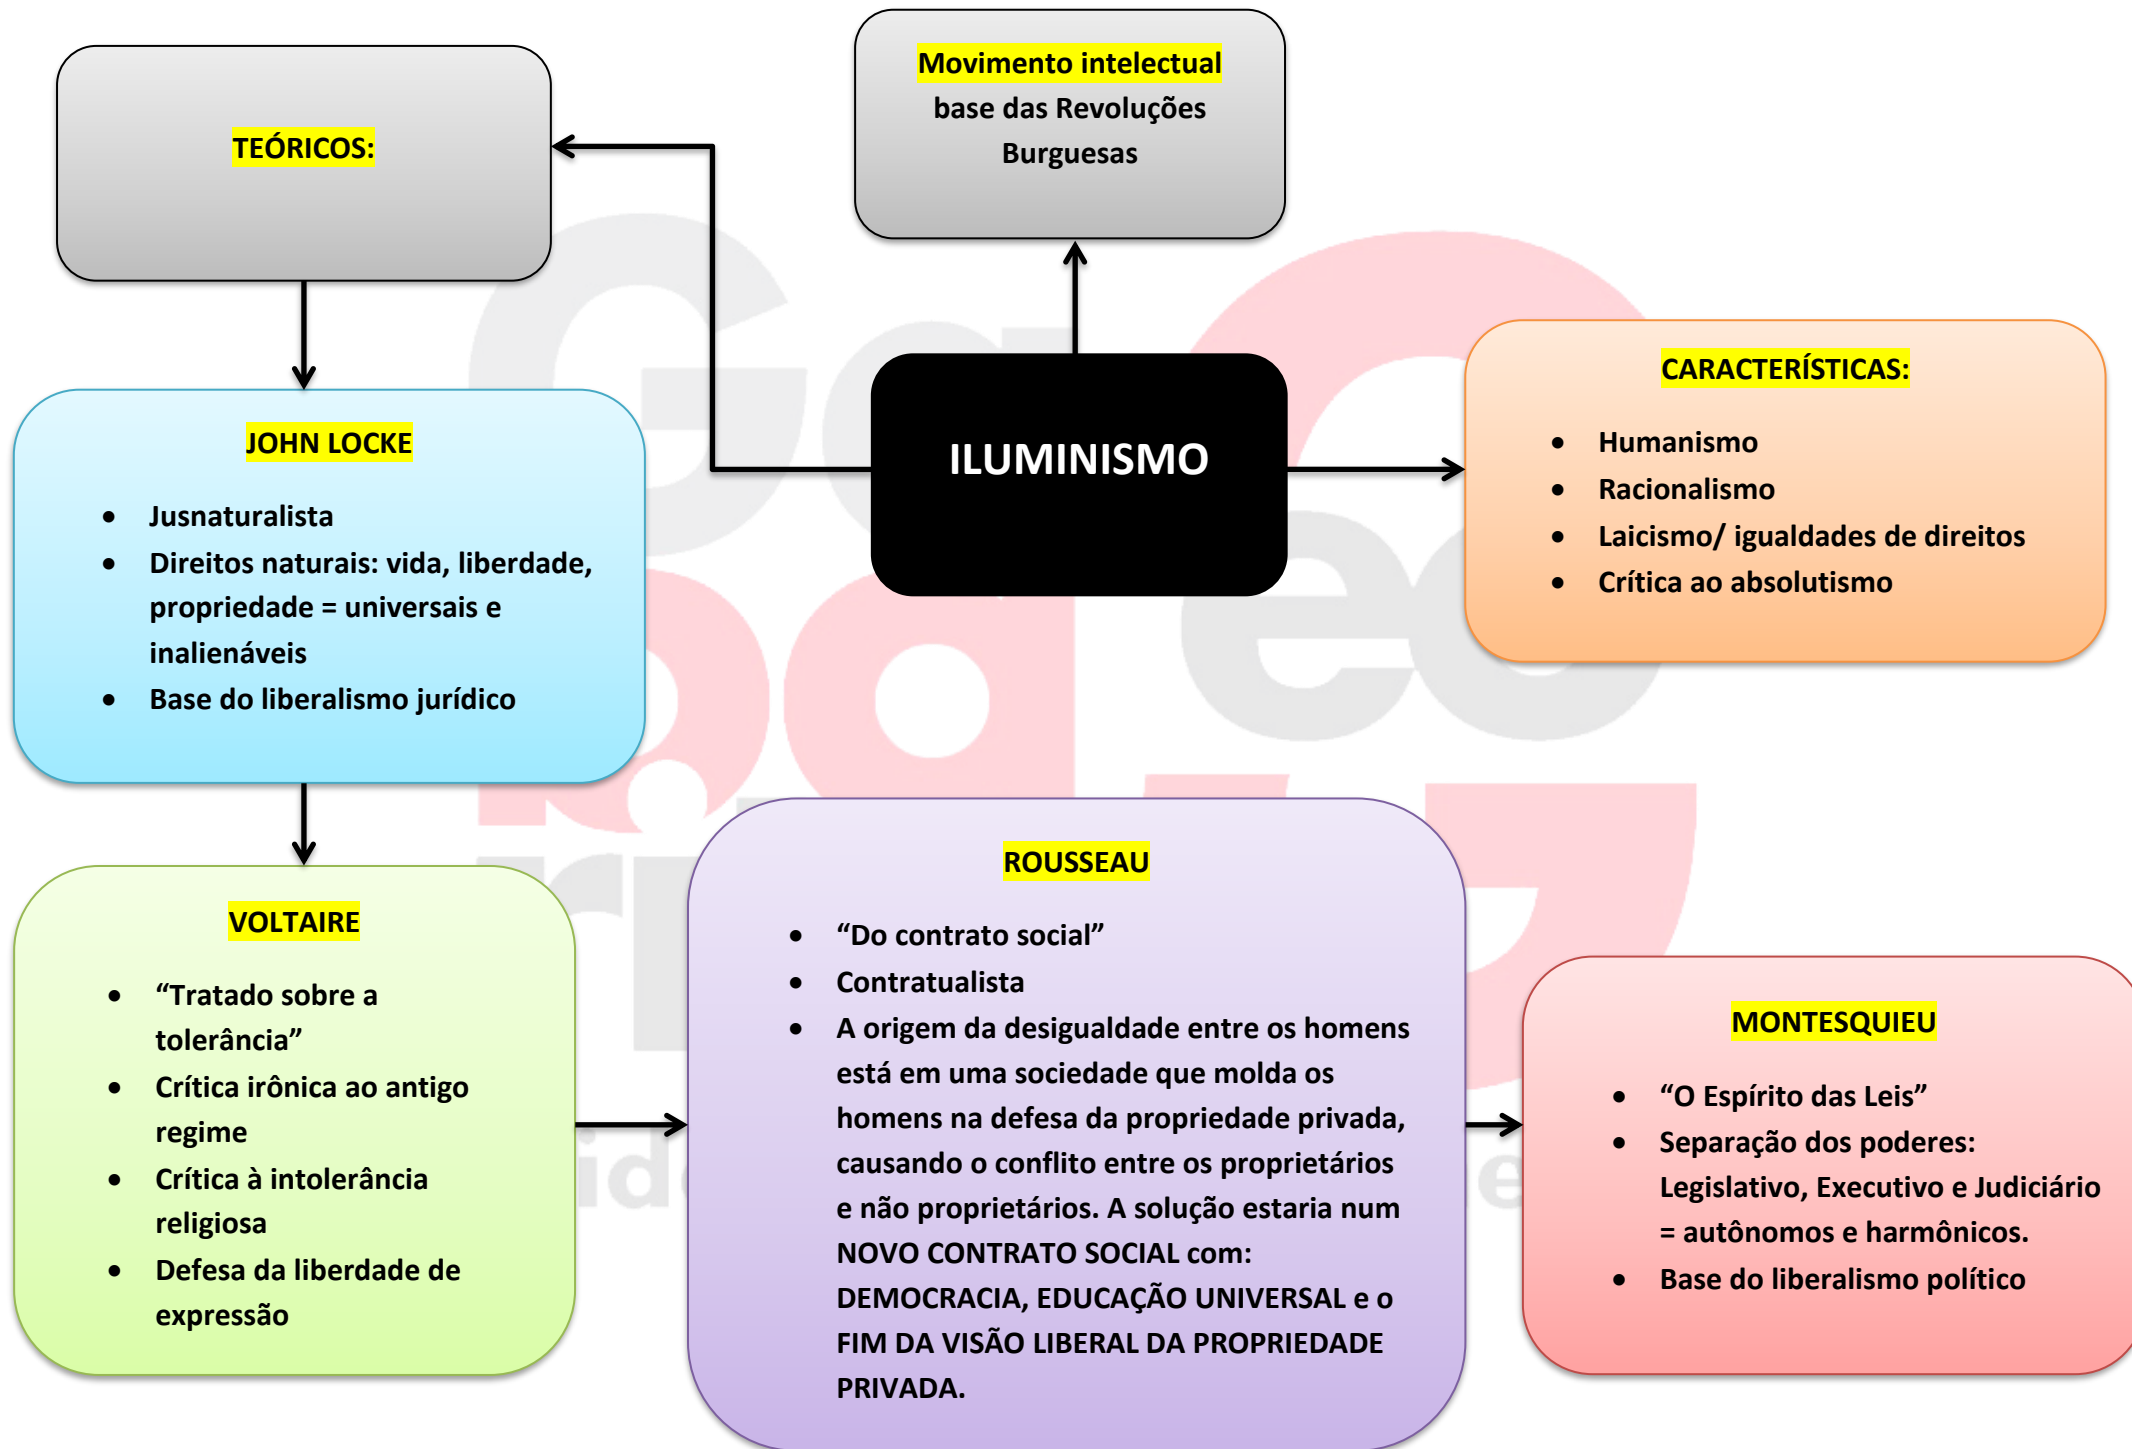 Movimento intelectual
base das Revoluções
Burguesas
TEÓRICOS:
ILUMINISMO
CARACTERÍSTICAS:
• Humanismo
• Racionalismo
• Laicismo/ igualdades de direitos
• Crítica ao absolutismo
JOHN LOCKE
• Jusnaturalista
• Direitos naturais: vida, liberdade,
propriedade = universais e
inalienáveis
• Base do liberalismo jurídico
VOLTAIRE
• “Tratado sobre a
tolerância”
• Crítica irônica ao antigo
regime
• Crítica à intolerância
religiosa
• Defesa da liberdade de
expressão
ROUSSEAU
• “Do contrato social”
• Contratualista
• A origem da desigualdade entre os homens
está em uma sociedade que molda os
homens na defesa da propriedade privada,
causando o conflito entre os proprietários
e não proprietários. A solução estaria num
NOVO CONTRATO SOCIAL com:
DEMOCRACIA, EDUCAÇÃO UNIVERSAL e o
FIM DA VISÃO LIBERAL DA PROPRIEDADE
PRIVADA.
MONTESQUIEU
• “O Espírito das Leis”
• Separação dos poderes:
Legislativo, Executivo e Judiciário
= autônomos e harmônicos.
• Base do liberalismo político